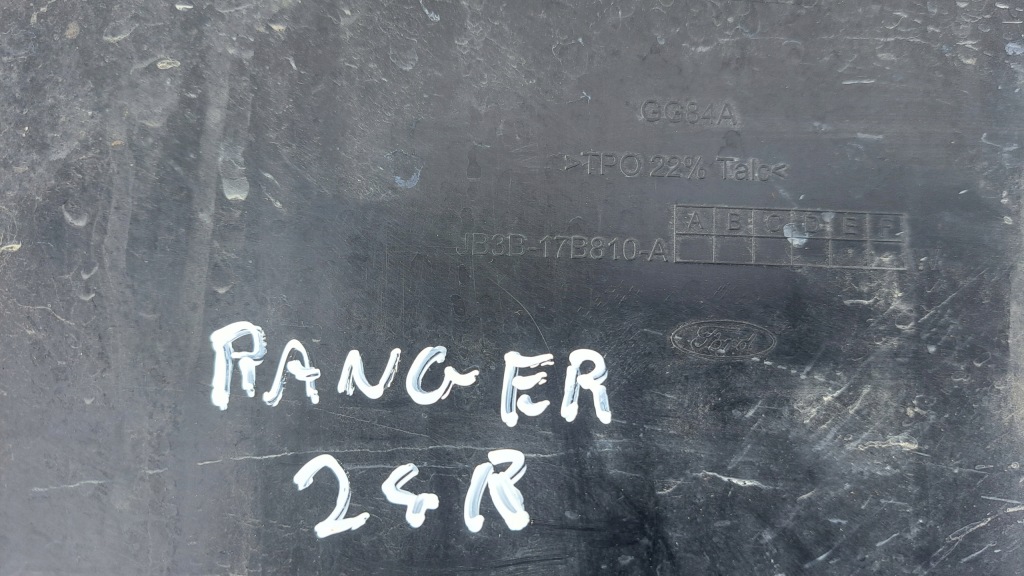 GG84A
>TPO 22% Talc<
A B C D E H
JB3B-17B810-A
Ford
RANGER
24R